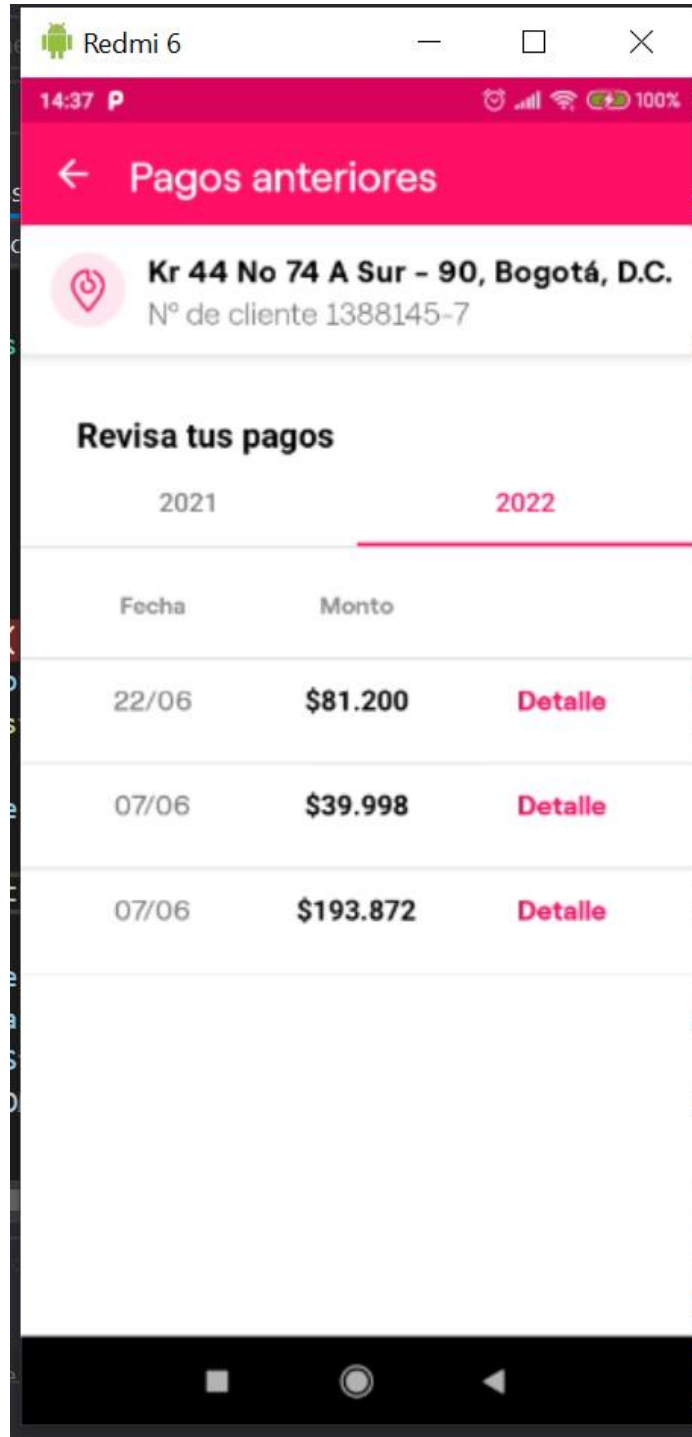 Redmi 6
14:37 P 100%
Pagos anteriores
Kr 44 No 74 A Sur - 90, Bogotá, D.C.
Nº de cliente 1388145-7
Revisa tus pagos
2021 2022
Fecha Monto
22/06 $81.200 Detalle
07/06 $39.998 Detalle
07/06 $193.872 Detalle